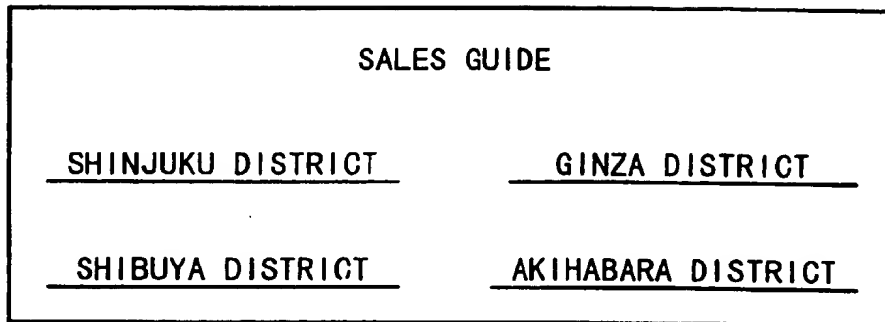 SALES GUIDE
SHINJUKU DISTRICT GINZA DISTRICT
SHIBUYA DISTRICT AKIHABARA DISTRICT